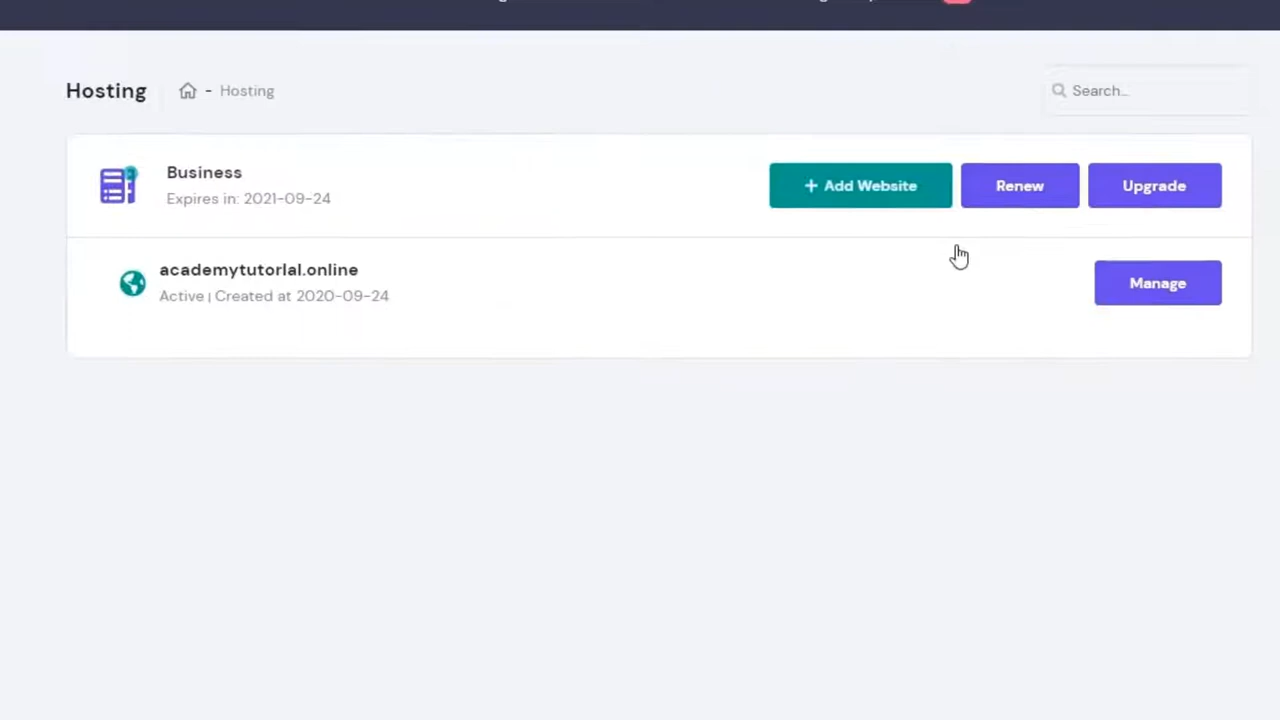 Hosting
- Hosting
Search...
Business
Expires in: 2021-09-24
+ Add Website
Renew
Upgrade
academytutorlal.online
Active | Created at 2020-09-24
Manage